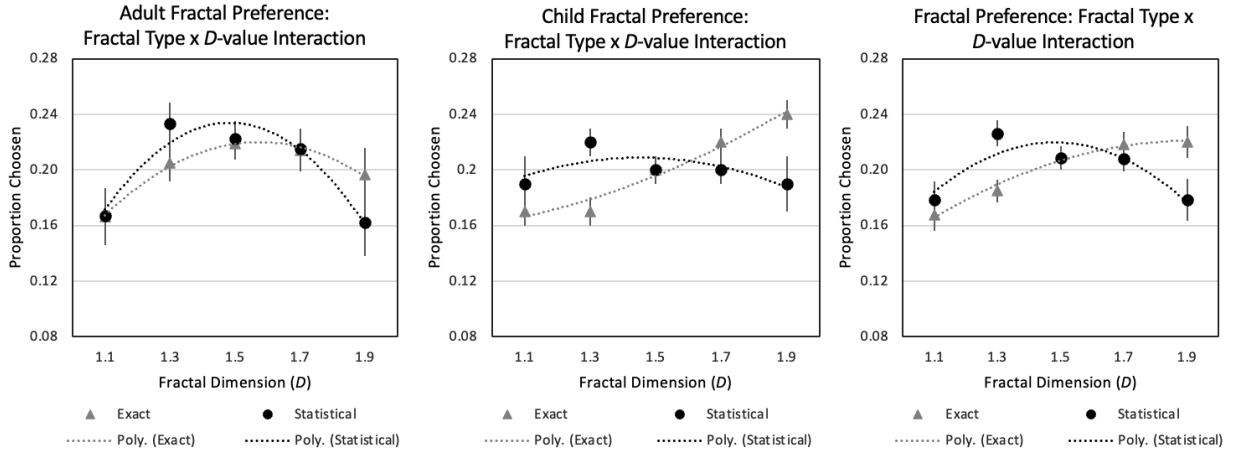 Adult Fractal Preference:
Fractal Type x D-value Interaction
Proportion Choosen
0.28
0.24
0.20
0.16
0.12
0.08
1.1 1.3 1.5 1.7 1.9
Fractal Dimension (D)
Exact Statistical
Poly. (Exact) Poly. (Statistical)
Child Fractal Preference:
Fractal Type x D-value Interaction
Proportion Choosen
0.28
0.24
0.2
0.16
0.12
0.08
1.1 1.3 1.5 1.7 1.9
Fractal Dimension (D)
Exact Statistical
Poly. (Exact) Poly. (Statistical)
Fractal Preference: Fractal Type x
D-value Interaction
Proportion Choosen
0.28
0.24
0.20
0.16
0.12
0.08
1.1 1.3 1.5 1.7 1.9
Fractal Dimension (D)
Exact Statistical
Poly. (Exact) Poly. (Statistical)